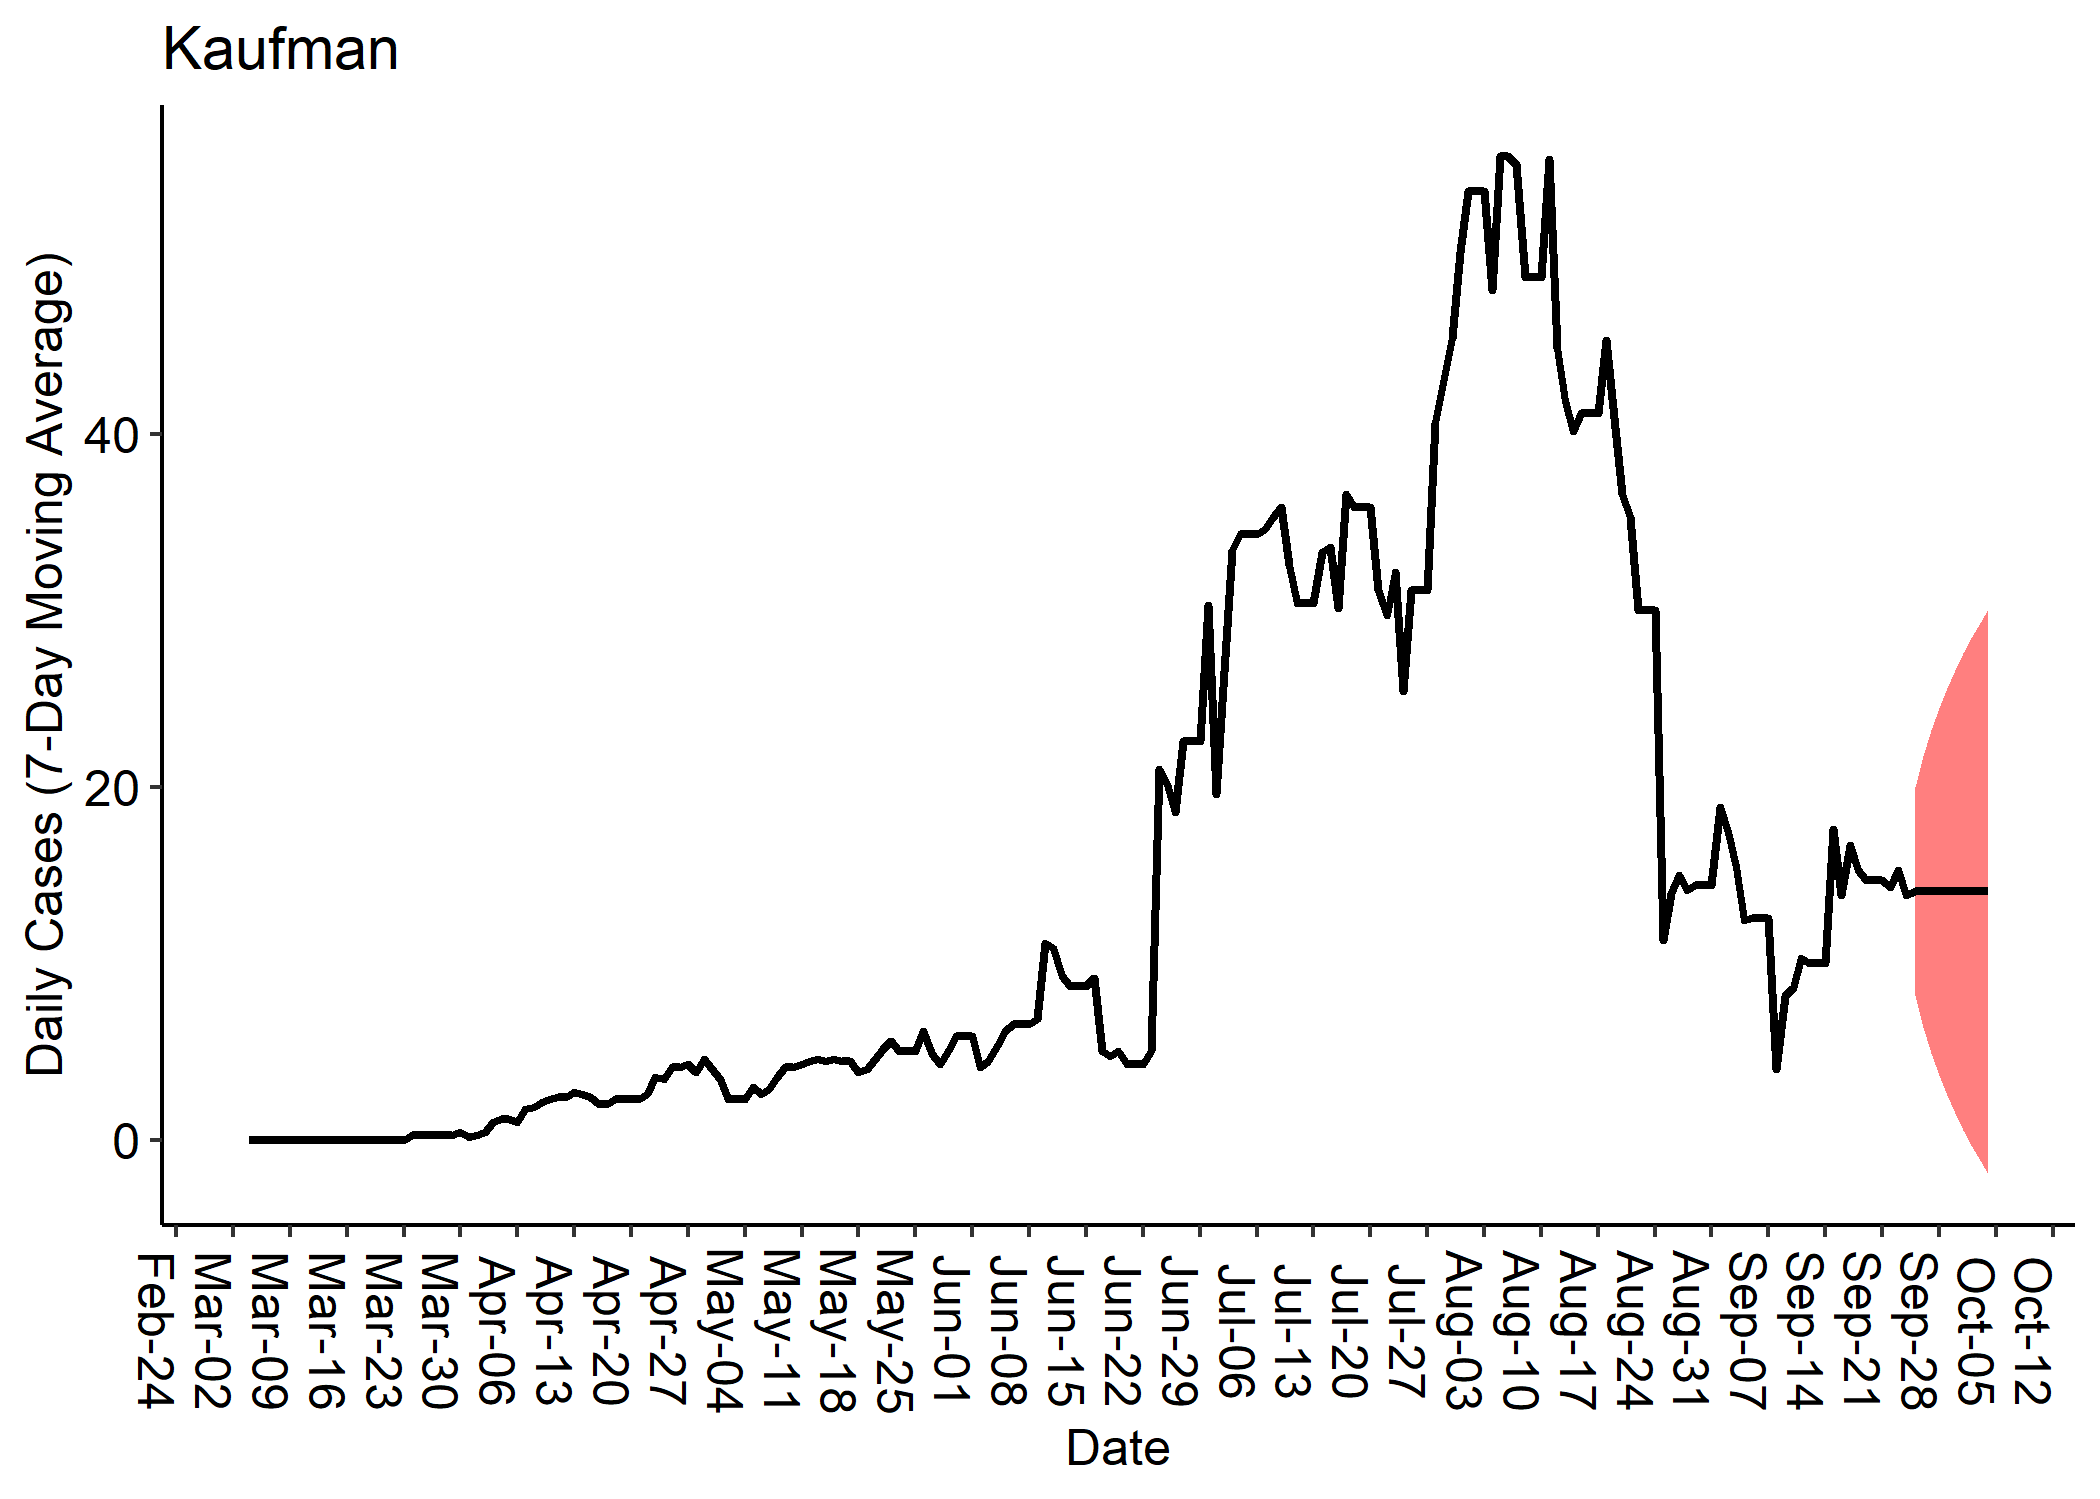 Kaufman
Daily Cases (7-Day Moving Average)
40
20
0
Feb-24
Mar-02
Mar-09
Mar-16
Mar-23
Mar-30
Apr-06
Apr-13
Apr-20
Apr-27
May-04
May-11
May-18
May-25
Jun-01
Jun-08
Jun-15
Jun-22
Jun-29
Jul-06
Jul-13
Jul-20
Jul-27
Aug-03
Aug-10
Aug-17
Aug-24
Aug-31
Sep-07
Sep-14
Sep-21
Sep-28
Oct-05
Oct-12
Date